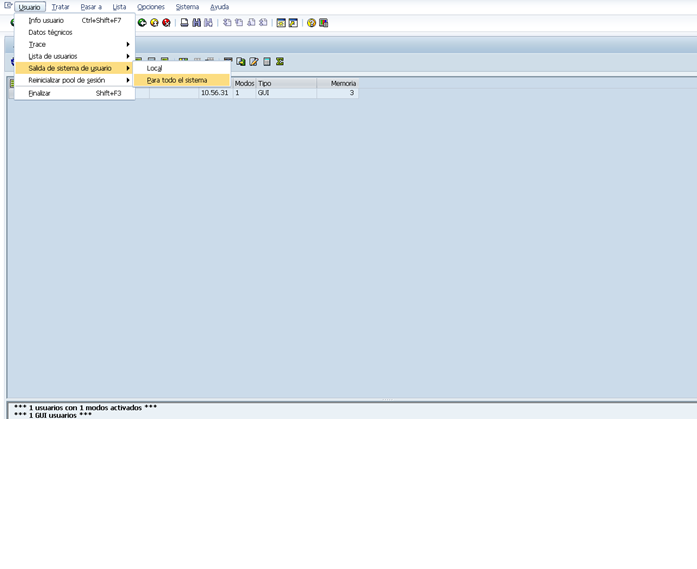 Usuario Tratar Pasar a Lista Opciones Sistema Ayuda
Info usuario Ctrl+Shift+F7
Datos técnicos
Trace
Lista de usuarios
Salida de sistema de usuario
Local
Reinicializar pool de sesión
Para todo el sistema
Modos Tipo Memoria
Finalizar Shift+F3
10.56.31 1 GUI 3
*** 1 usuarios con 1 modos activados ***
*** 1 GUI usuarios ***